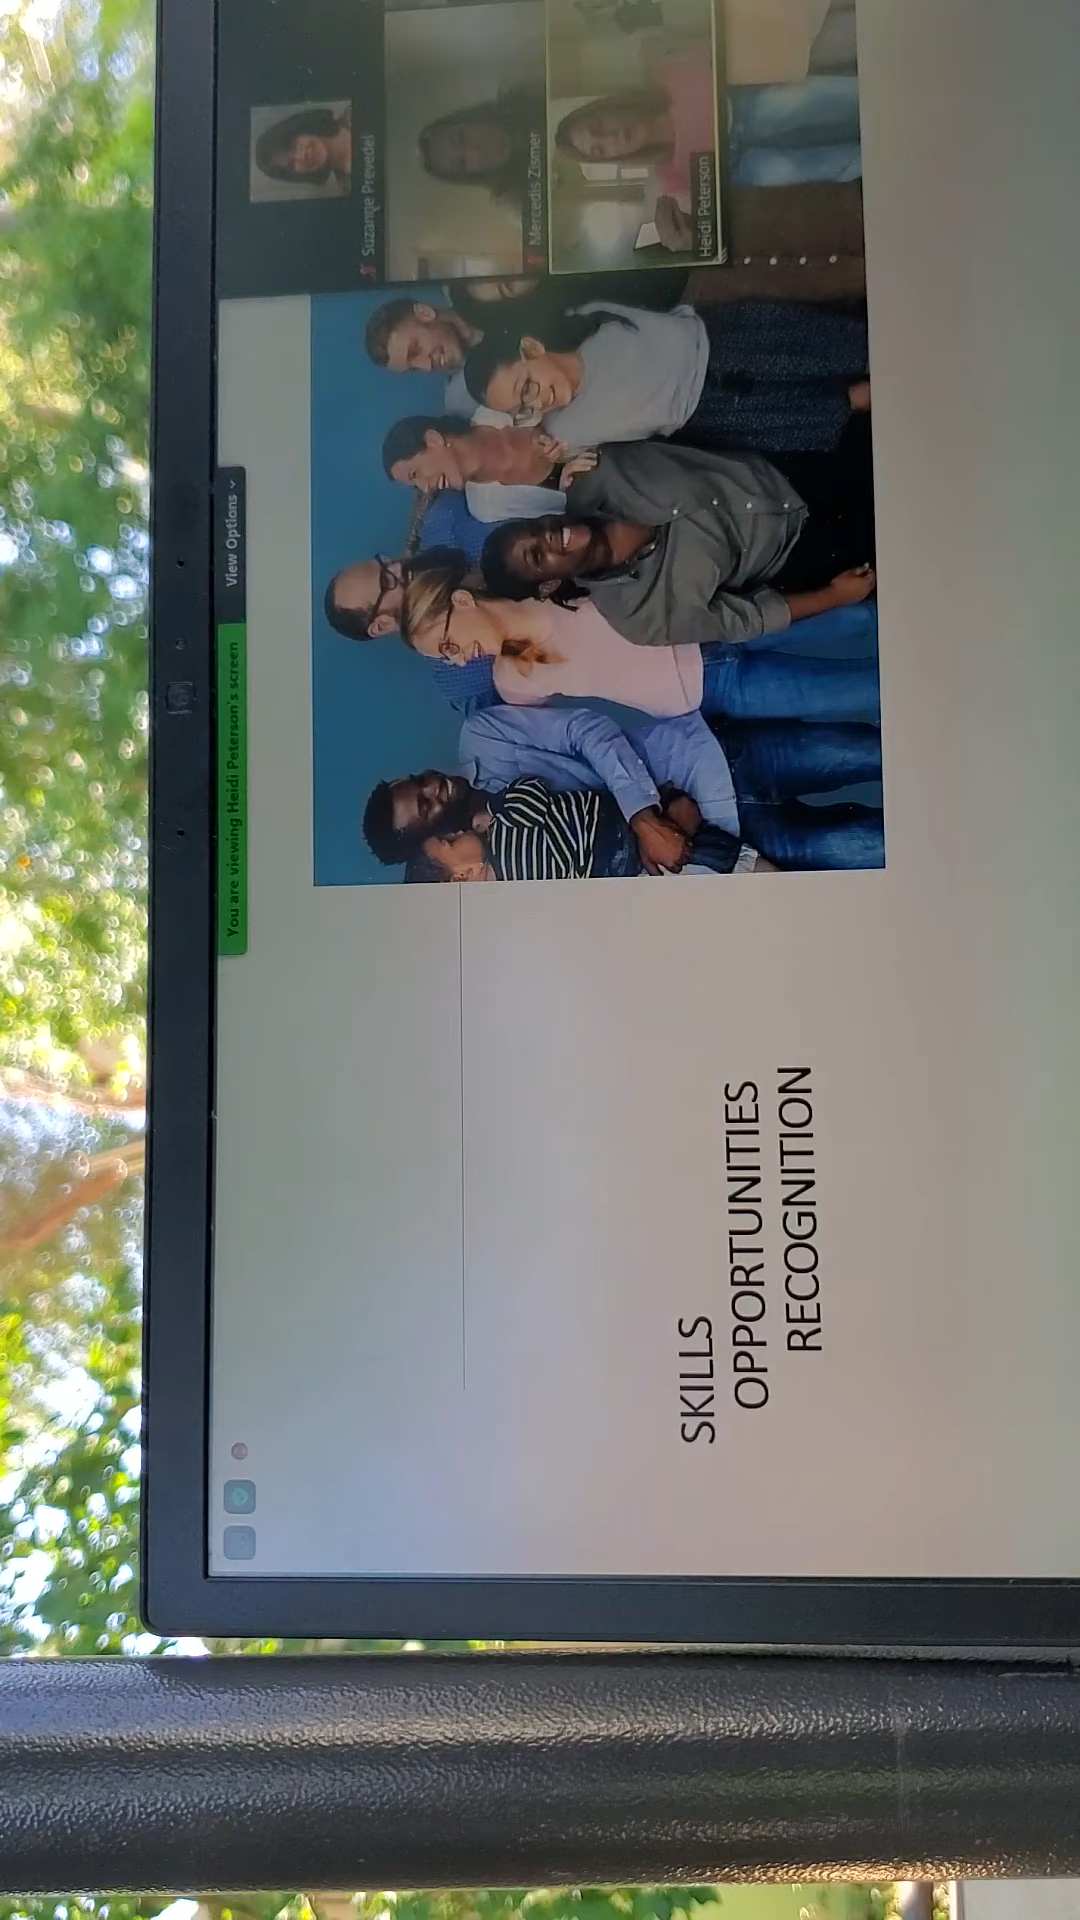 You are viewing Heidi Peterson's screen
View Options
Suzanne Prevedel
Mercedis Zismer
Heidi Peterson
SKILLS
OPPORTUNITIES
RECOGNITION